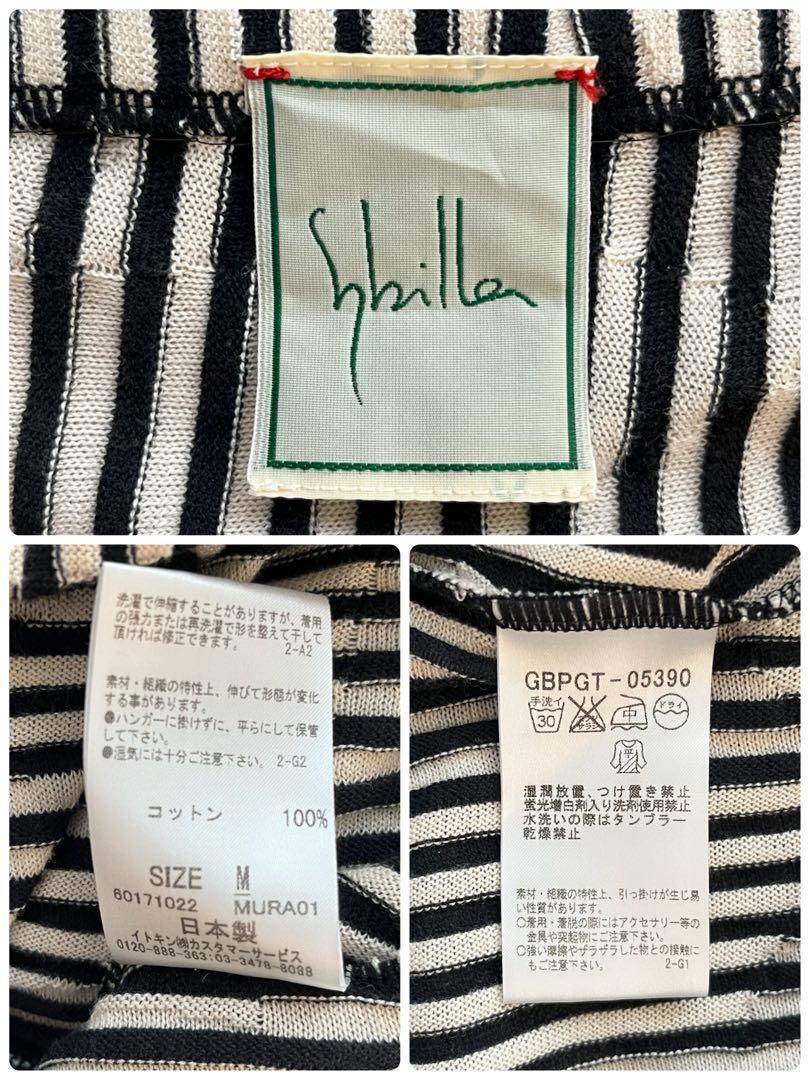 Sybilla
洗濯で伸縮することがありますが、着用
の張力または再洗濯で形を整えて干して
頂ければ修正できます。 2-A2
素材・組織の特性上、伸びて形態が変化
する事があります。
●ハンガーに掛けずに、平らにして保管
して下さい。
●湿気には十分ご注意下さい。 2-G2
コットン 100%
SIZE M
60171022 MURA01
日本製
イトキン㈱カスタマーサービス
0120-888-363:03-3478-8088
GBPGT-05390
手洗イ 30 エンソサラシ 中 ドライ
平
湿潤放置、つけ置き禁止
蛍光増白剤入り洗剤使用禁止
水洗いの際はタンブラー
乾燥禁止
素材・組織の特性上、引っ掛けが生じ易
い性質があります。
○着用・着脱の際にはアクセサリー等の
金具や突起物にご注意下さい。
○強い摩擦やザラザラした物との接触に
もご注意下さい。 2-G1